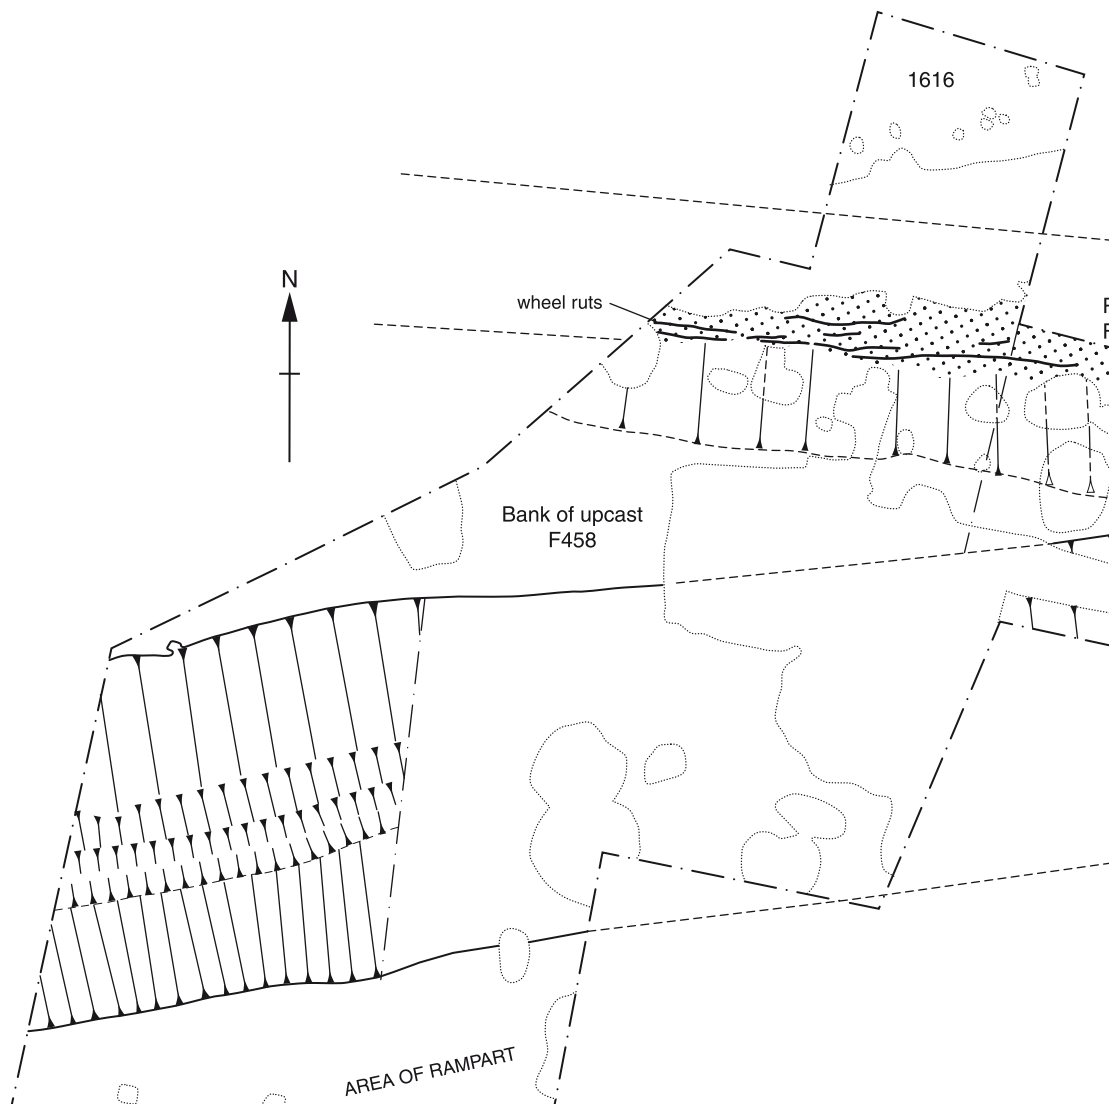 1616
N
wheel ruts
Bank of upcast
F458
AREA OF RAMPART